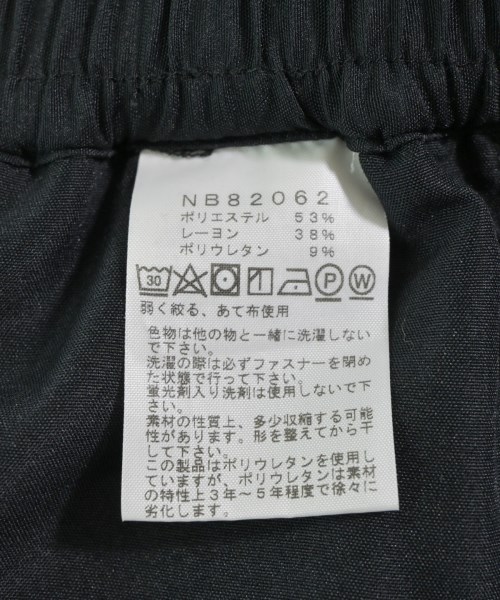 NB82062
ポリエステル 53%
レーヨン 38%
ポリウレタン 9%
30 P W
弱く絞る、あて布使用
色物は他の物と一緒に洗濯しない
で下さい。
洗濯の際は必ずファスナーを閉め
た状態で行って下さい。
蛍光剤入り洗剤は使用しないで下
さい。
素材の性質上、多少収縮する可能
性があります。形を整えてから干
して下さい。
この製品はポリウレタンを使用し
ていますが、ポリウレタンは素材
の特性上3年～5年程度で徐々に
劣化します。